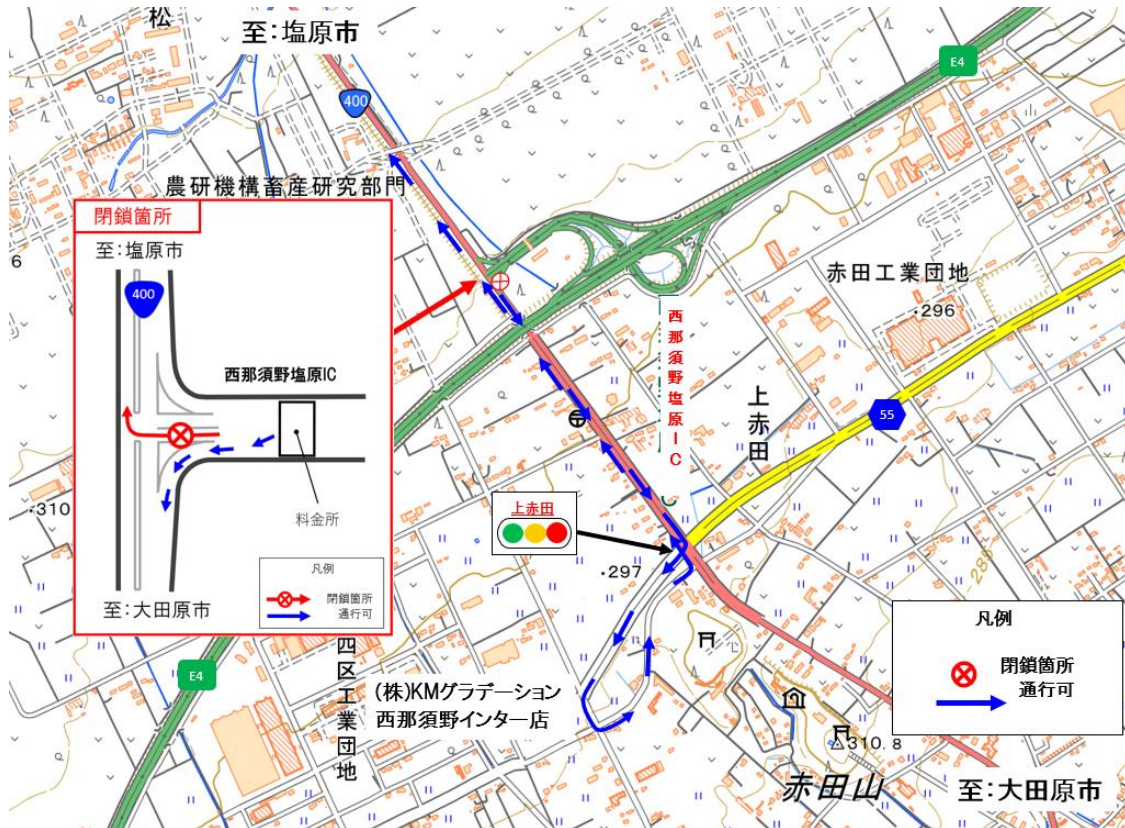 松
至：塩原市
E4
400
農研機構畜産研究部門
閉鎖箇所
至：塩原市
400
西那須野塩原IC
料金所
凡例
閉鎖箇所
通行可
至：大田原市
6
赤田工業団地
・296
西那須野塩原IC
上赤田
55
・310
上赤田
・297
285
凡例
閉鎖箇所
通行可
E4
四区工業団地
(株)KMグラデーション
西那須野インター店
310.8
赤田山
至：大田原市